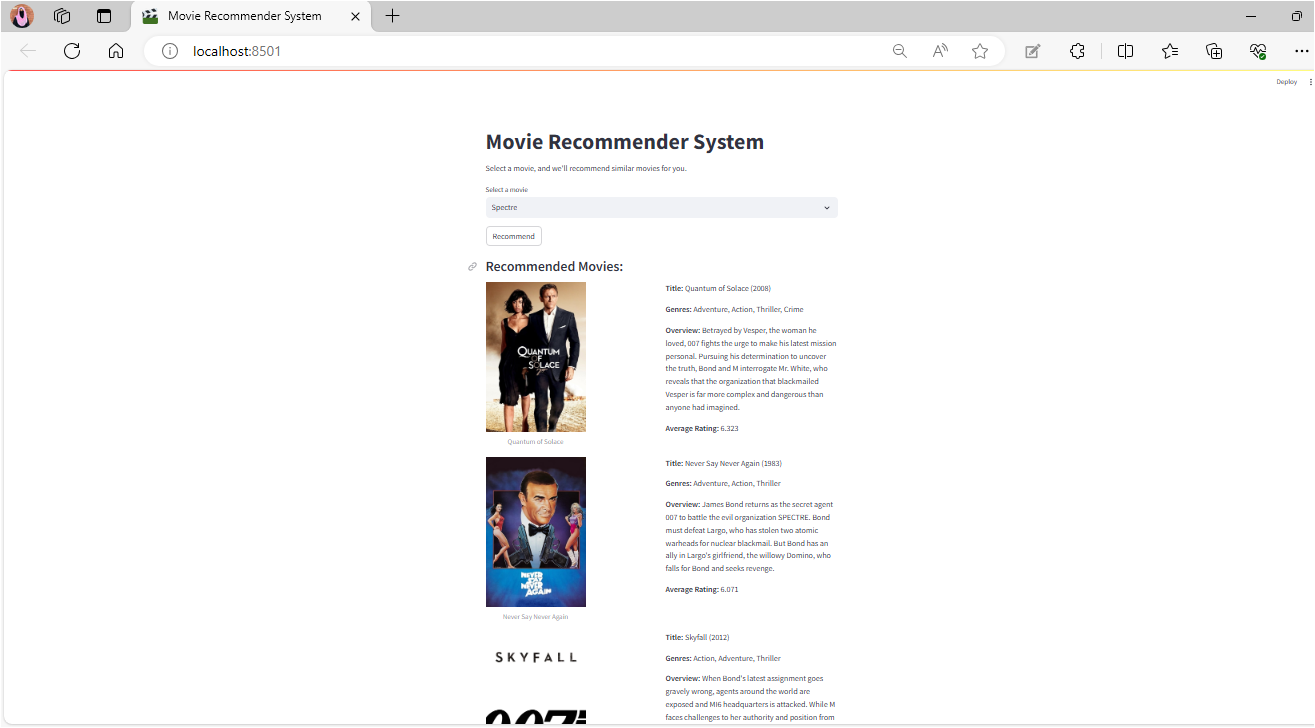 Movie Recommender System
localhost:8501
Deploy
Movie Recommender System
Select a movie, and we'll recommend similar movies for you.
Select a movie
Spectre
Recommend
Recommended Movies:
QUANTUM
OF
SOLACE
Quantum of Solace
Title: Quantum of Solace (2008)
Genres: Adventure, Action, Thriller, Crime
Overview: Betrayed by Vesper, the woman he
loved, 007 fights the urge to make his latest mission
personal. Pursuing his determination to uncover
the truth, Bond and M interrogate Mr. White, who
reveals that the organization that blackmailed
Vesper is far more complex and dangerous than
anyone had imagined.
Average Rating: 6.323
NEVER
SAY
NEVER
AGAIN
Never Say Never Again
Title: Never Say Never Again (1983)
Genres: Adventure, Action, Thriller
Overview: James Bond returns as the secret agent
007 to battle the evil organization SPECTRE. Bond
must defeat Largo, who has stolen two atomic
warheads for nuclear blackmail. But Bond has an
ally in Largo's girlfriend, the willowy Domino, who
falls for Bond and seeks revenge.
Average Rating: 6.071
SKYFALL
007
Title: Skyfall (2012)
Genres: Action, Adventure, Thriller
Overview: When Bond's latest assignment goes
gravely wrong, agents around the world are
exposed and MI6 headquarters is attacked. While M
faces challenges to her authority and position from